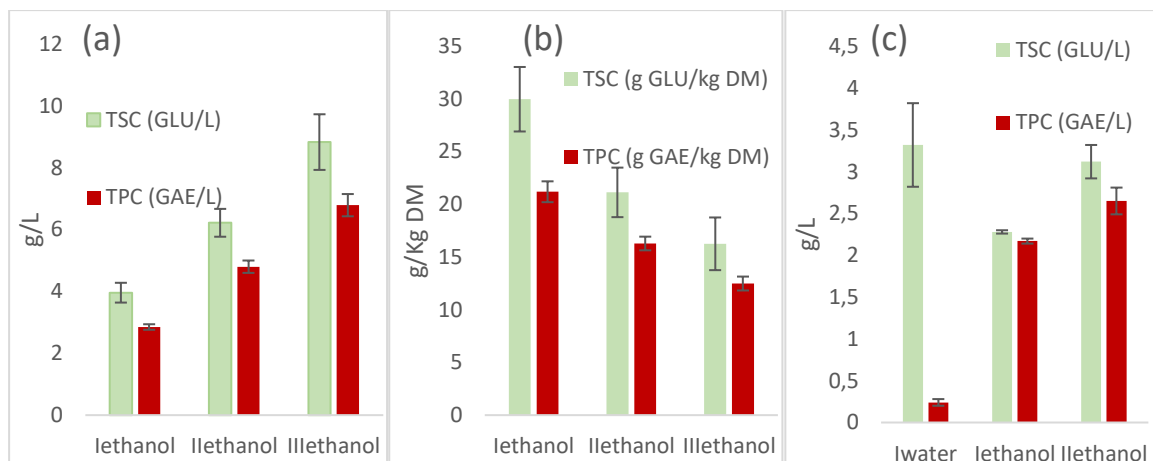 (a)
12
10
8
6
4
2
0
g/L
TSC (GLU/L)
TPC (GAE/L)
Iethanol IIethanol IIIethanol
(b)
35
30
25
20
15
10
5
0
g/Kg DM
TSC (g GLU/kg DM)
TPC (g GAE/kg DM)
Iethanol IIethanol IIIethanol
(c)
4,5
4
3,5
3
2,5
2
1,5
1
0,5
0
g/L
TSC (GLU/L)
TPC (GAE/L)
Iwater Iethanol IIethanol